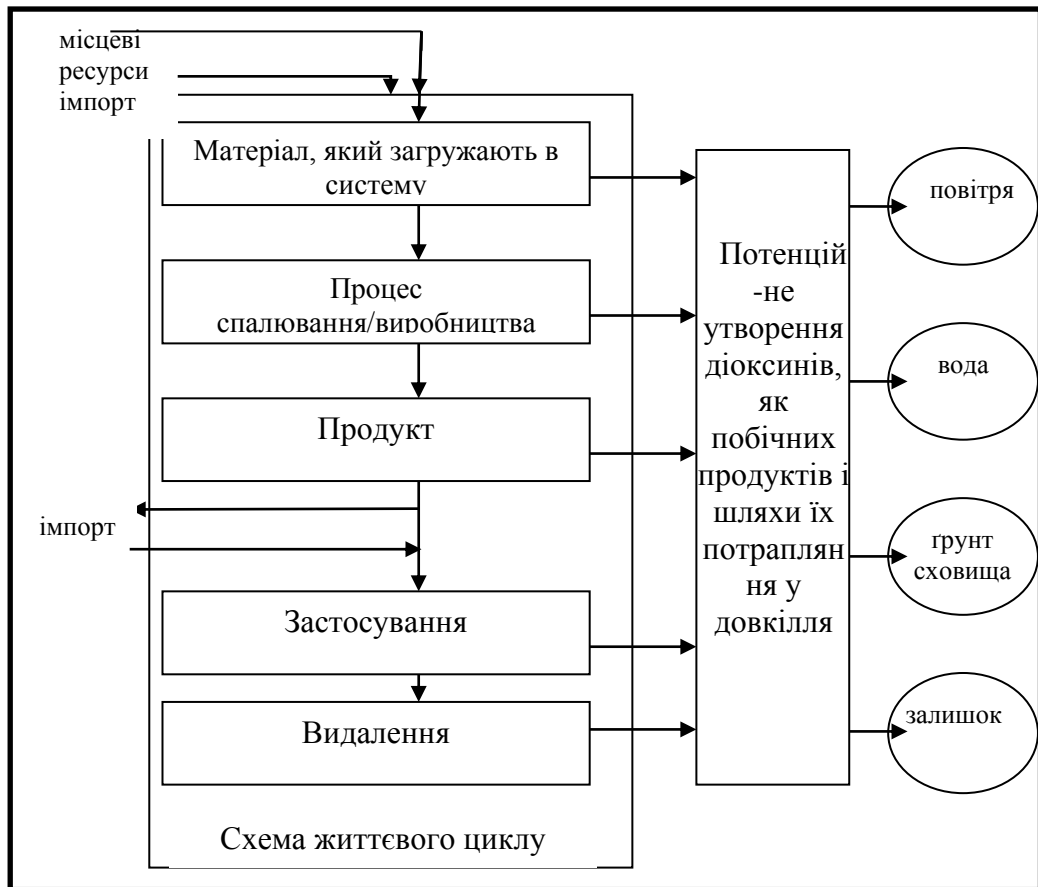 місцеві
ресурси
імпорт
Матеріал, який загружають в
систему
Процес
спалювання/виробництва
Продукт
імпорт
Застосування
Видалення
Схема життєвого циклу
Потенцій
-не
утворення
діоксинів,
як
побічних
продуктів і
шляхи їх
потраплян
ня у
довкілля
повітря
вода
ґрунт
сховища
залишок